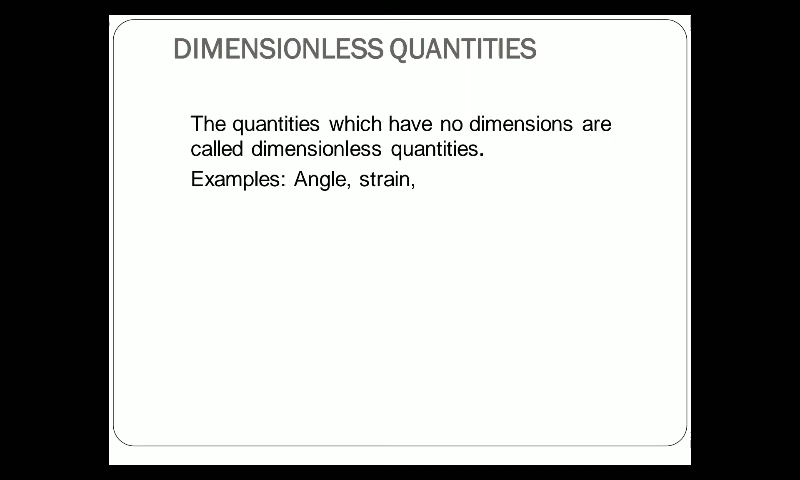 DIMENSIONLESS QUANTITIES
The quantities which have no dimensions are
called dimensionless quantities.
Examples: Angle, strain,